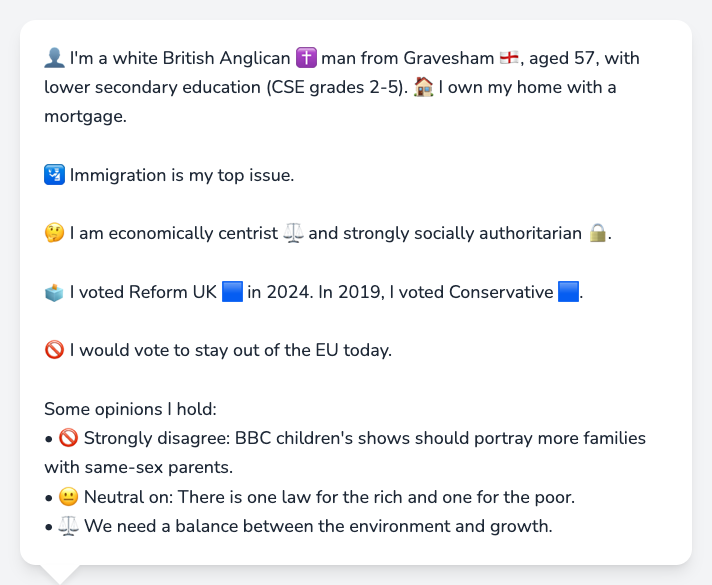 👤 I'm a white British Anglican ✝️ man from Gravesham 🏴󠁧󠁢󠁥󠁮󠁧󠁿, aged 57, with
lower secondary education (CSE grades 2-5). 🏠 I own my home with a
mortgage.
🛂 Immigration is my top issue.
🤔 I am economically centrist ⚖️ and strongly socially authoritarian 🔒.
🗳️ I voted Reform UK 🟦 in 2024. In 2019, I voted Conservative 🟦.
🚫 I would vote to stay out of the EU today.
Some opinions I hold:
• 🚫 Strongly disagree: BBC children's shows should portray more families
with same-sex parents.
• 😐 Neutral on: There is one law for the rich and one for the poor.
• ⚖️ We need a balance between the environment and growth.